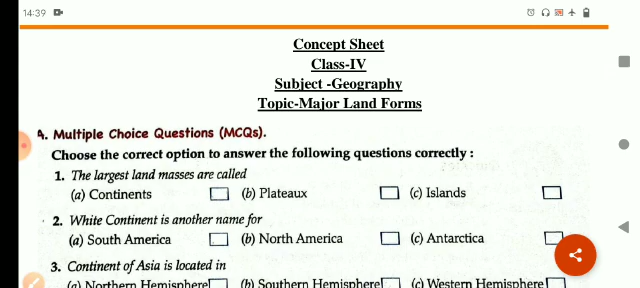 14:39
Concept Sheet
Class-IV
Subject -Geography
Topic-Major Land Forms
A. Multiple Choice Questions (MCQs).
Choose the correct option to answer the following questions correctly :
1. The largest land masses are called
(a) Continents (b) Plateaux (c) Islands
2. White Continent is another name for
(a) South America (b) North America (c) Antarctica
3. Continent of Asia is located in
(a) Northern Hemisphere (b) Southern Hemisphere (c) Western Hemisphere